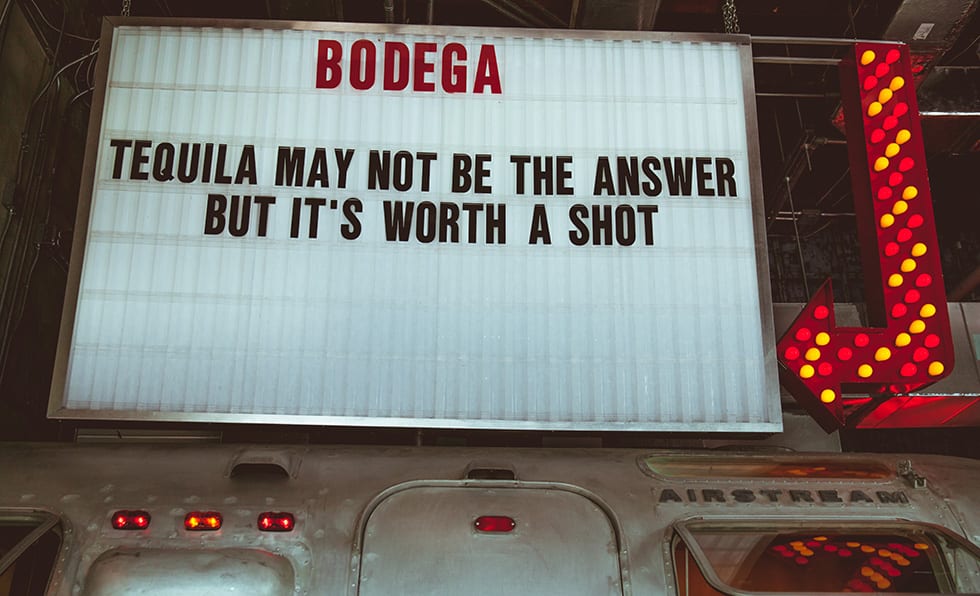 BODEGA
TEQUILA MAY NOT BE THE ANSWER
BUT IT'S WORTH A SHOT
AIRSTREAM